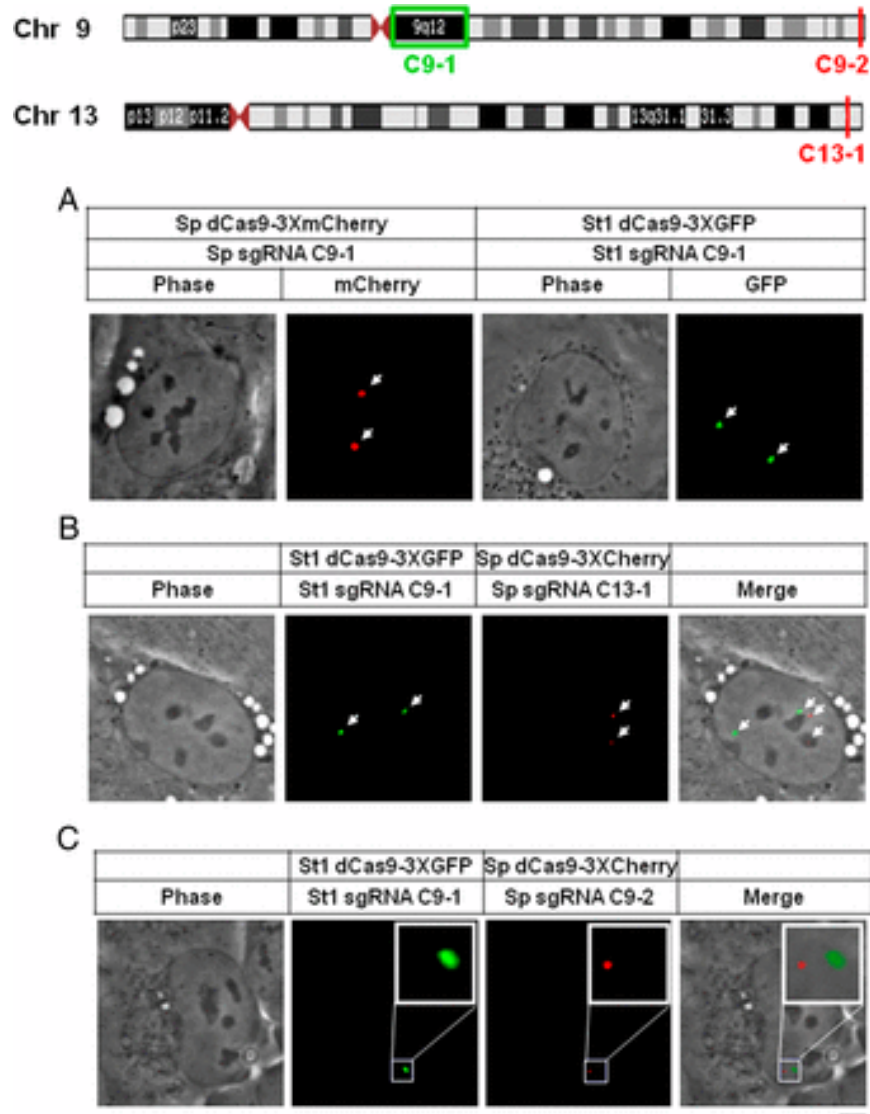 Chr 9
p23
9q12
C9-1
C9-2
Chr 13
p13 p12 p11.2
13q31.1 31.3
C13-1
A
Sp dCas9-3XmCherry St1 dCas9-3XGFP
Sp sgRNA C9-1 St1 sgRNA C9-1
Phase mCherry Phase GFP
B
St1 dCas9-3XGFP Sp dCas9-3XCherry
Phase St1 sgRNA C9-1 Sp sgRNA C13-1 Merge
C
St1 dCas9-3XGFP Sp dCas9-3XCherry
Phase St1 sgRNA C9-1 Sp sgRNA C9-2 Merge